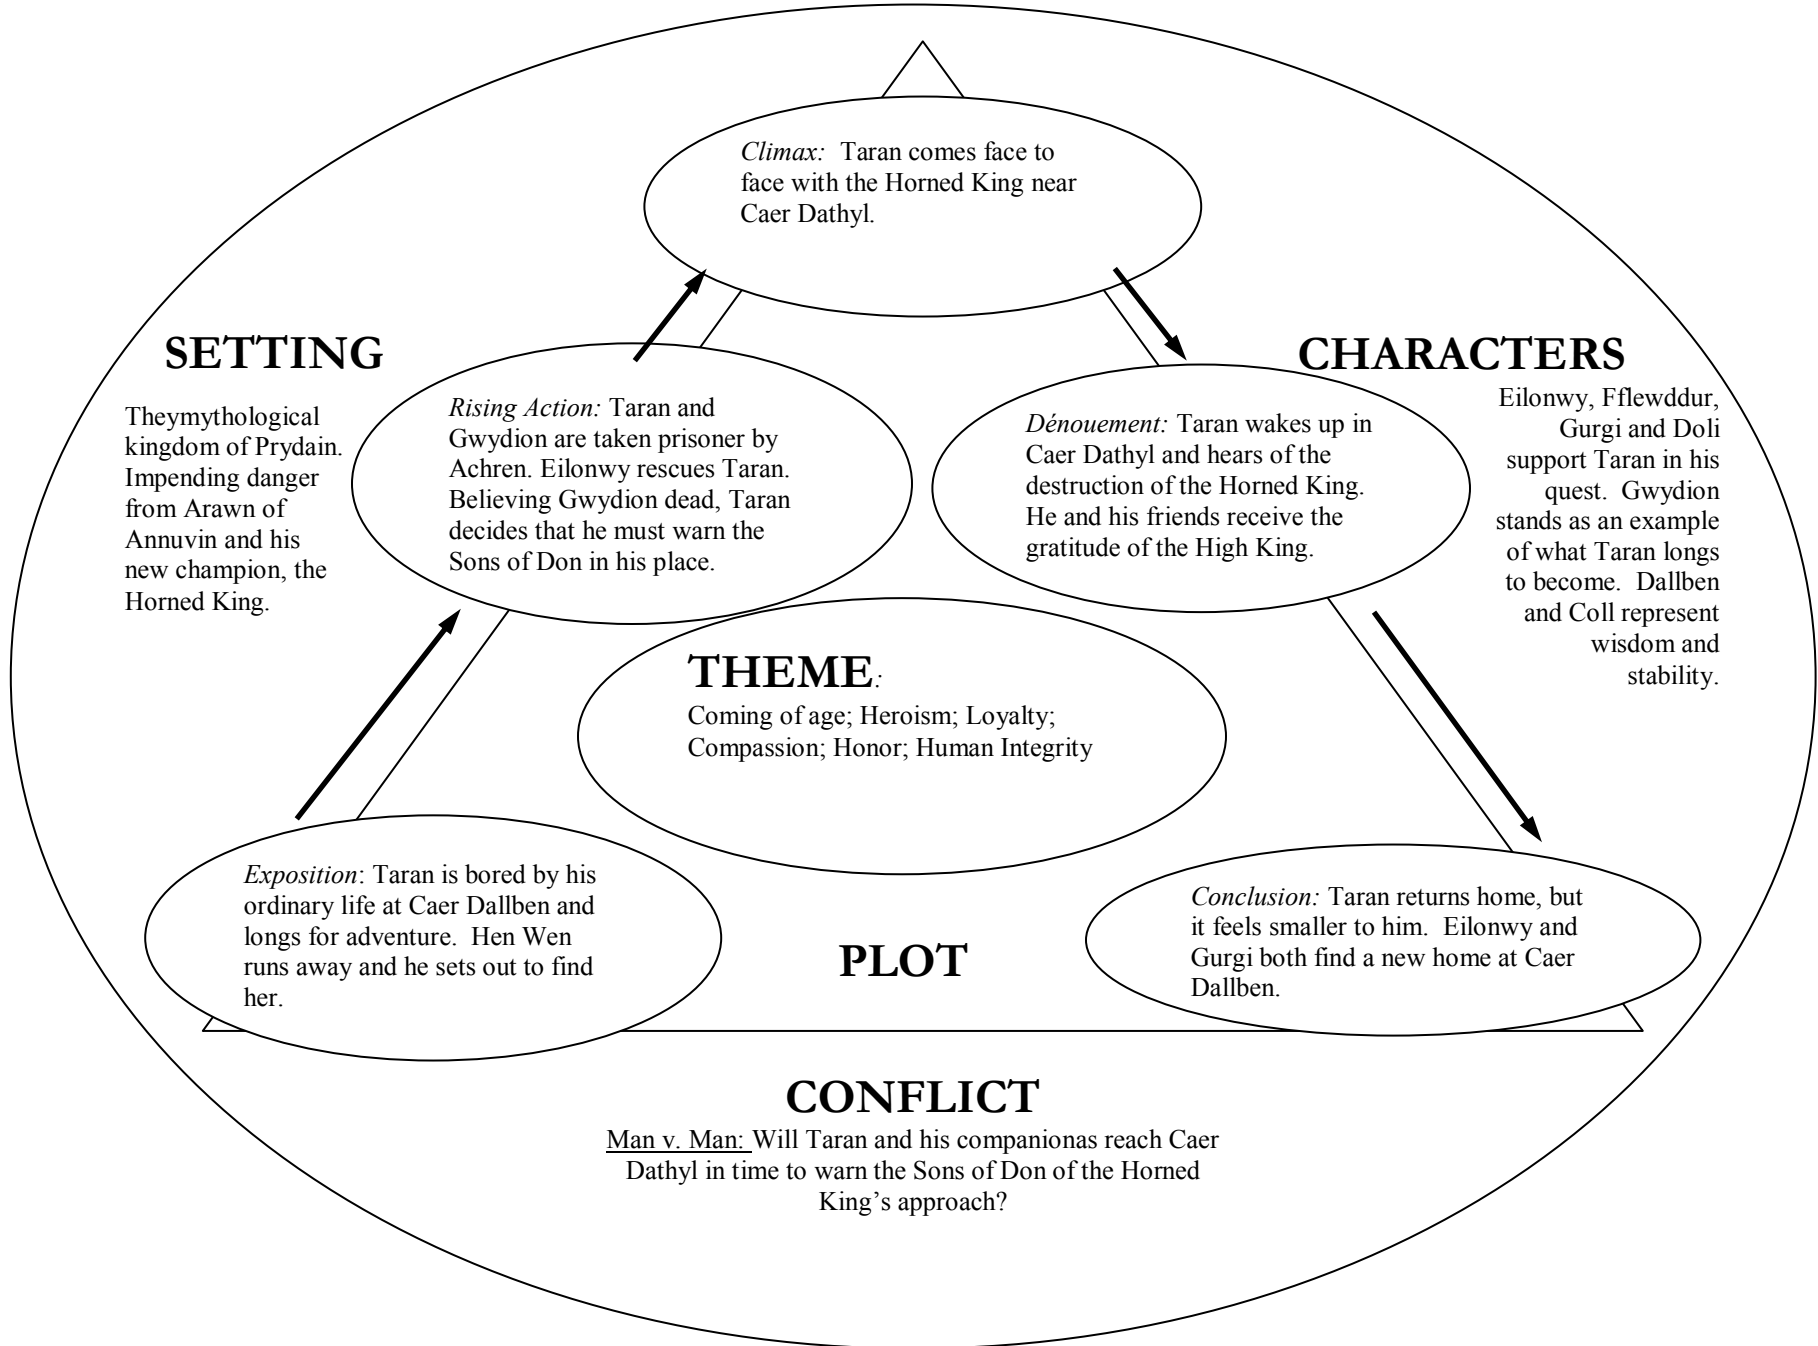 Climax: Taran comes face to
face with the Horned King near
Caer Dathyl.
SETTING
Theymythological
kingdom of Prydain.
Impending danger
from Arawn of
Annuvin and his
new champion, the
Horned King.
Rising Action: Taran and
Gwydion are taken prisoner by
Achren. Eilonwy rescues Taran.
Believing Gwydion dead, Taran
decides that he must warn the
Sons of Don in his place.
Dénouement: Taran wakes up in
Caer Dathyl and hears of the
destruction of the Horned King.
He and his friends receive the
gratitude of the High King.
CHARACTERS
Eilonwy, Fflewddur,
Gurgi and Doli
support Taran in his
quest. Gwydion
stands as an example
of what Taran longs
to become. Dallben
and Coll represent
wisdom and
stability.
THEME:
Coming of age; Heroism; Loyalty;
Compassion; Honor; Human Integrity
Exposition: Taran is bored by his
ordinary life at Caer Dallben and
longs for adventure. Hen Wen
runs away and he sets out to find
her.
PLOT
Conclusion: Taran returns home, but
it feels smaller to him. Eilonwy and
Gurgi both find a new home at Caer
Dallben.
CONFLICT
Man v. Man: Will Taran and his companionas reach Caer
Dathyl in time to warn the Sons of Don of the Horned
King’s approach?